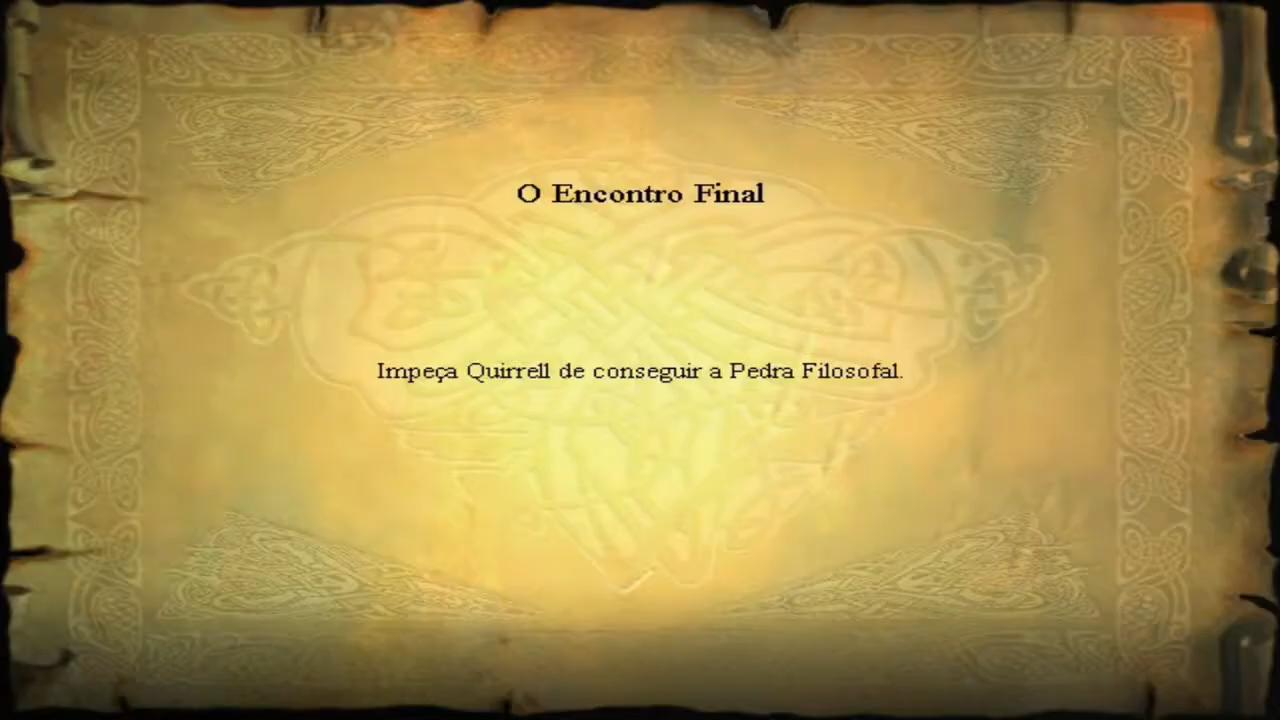 O Encontro Final
Impeça Quirrell de conseguir a Pedra Filosofal.